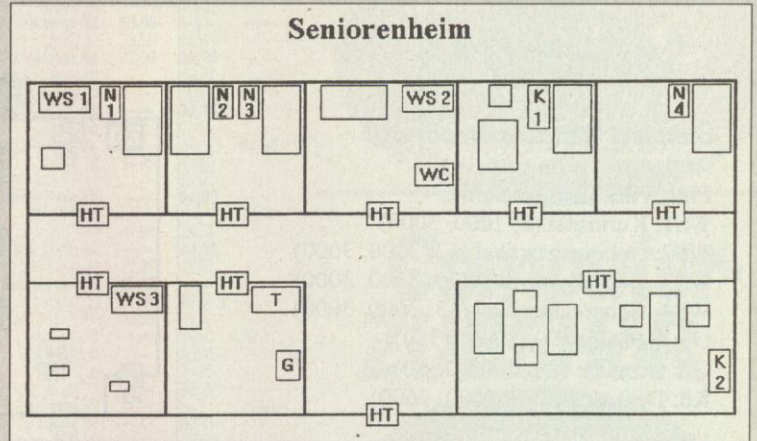 Seniorenheim
WS 1 N 1 N 2 N 3 WS 2 K 1 N 4
WC
HT HT HT HT HT
HT HT HT
WS 3 T
G K 2
HT